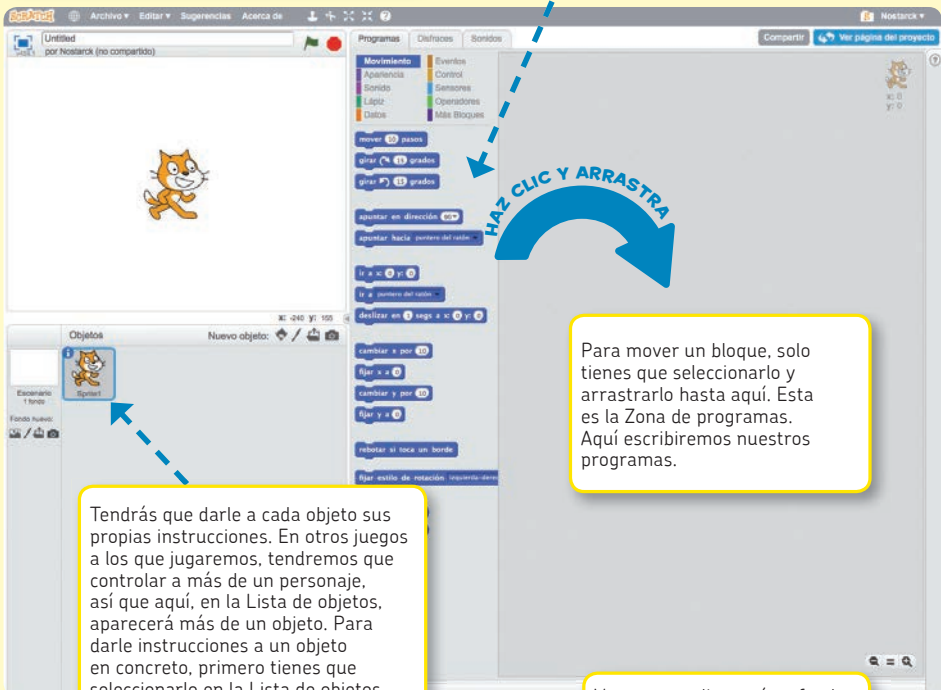 SCRATCH Archivo Editar Sugerencias Acerca de Nostarck
Untitled
por Nostarck (no compartido)
Programas Disfraces Sonidos
Compartir Ver página del proyecto
Movimiento Eventos
Apariencia Control
Sonido Sensores
Lápiz Operadores
Datos Más Bloques
x: 0
y: 0
mover 10 pasos
girar 15 grados
girar 15 grados
apuntar en dirección 90
apuntar hacia puntero del ratón
ir a x: 0 y: 0
ir a puntero del ratón
deslizar en 1 segs a x: 0 y: 0
cambiar x por 10
fijar x a 0
cambiar y por 10
fijar y a 0
rebotar si toca un borde
fijar estilo de rotación
HAZ CLIC Y ARRASTRA
X: -240 Y: 155
Objetos Nuevo objeto:
Escenario
1 fondo
Sprite1
Fondo nuevo:
Para mover un bloque, solo
tienes que seleccionarlo y
arrastrarlo hasta aquí. Esta
es la Zona de programas.
Aquí escribiremos nuestros
programas.
Tendrás que darle a cada objeto sus
propias instrucciones. En otros juegos
a los que jugaremos, tendremos que
controlar a más de un personaje,
así que aquí, en la Lista de objetos,
aparecerá más de un objeto. Para
darle instrucciones a un objeto
en concreto, primero tienes que
seleccionarlo en la Lista de objetos